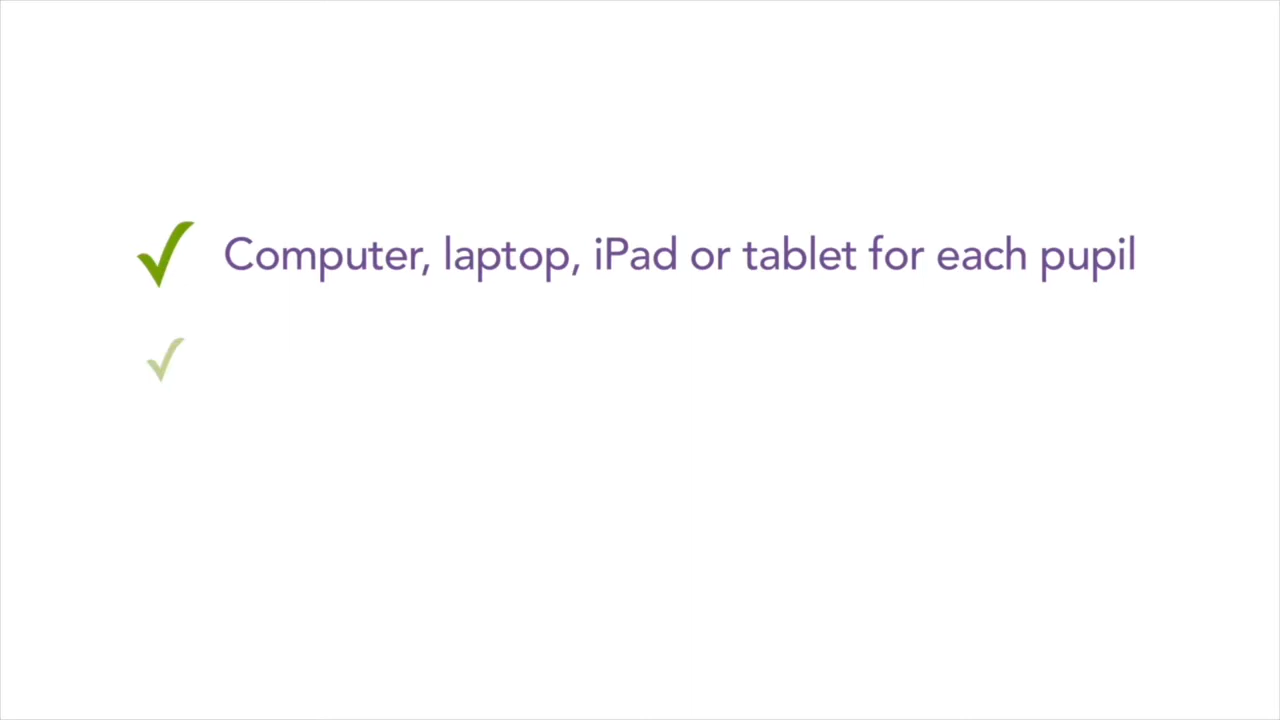 Computer, laptop, iPad or tablet for each pupil